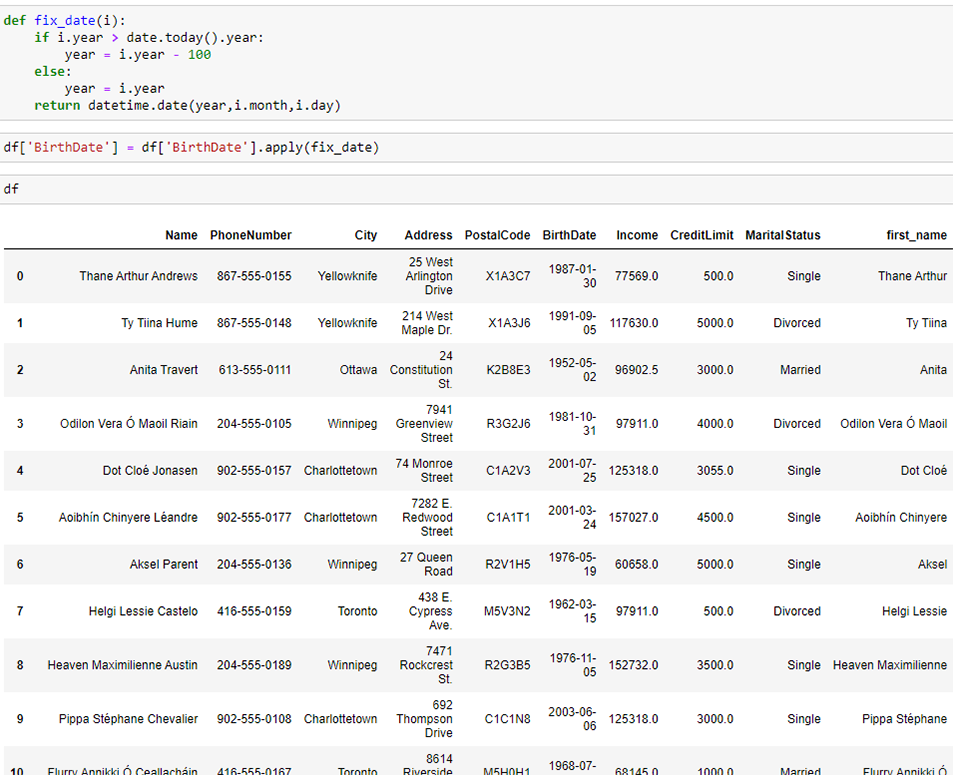 def fix_date(i):
    if i.year > date.today().year:
        year = i.year - 100
    else:
        year = i.year
    return datetime.date(year,i.month,i.day)
df['BirthDate'] = df['BirthDate'].apply(fix_date)
df
Name PhoneNumber City Address PostalCode BirthDate Income CreditLimit MaritalStatus first_name
0 Thane Arthur Andrews 867-555-0155 Yellowknife 25 West Arlington Drive X1A3C7 1987-01-30 77569.0 500.0 Single Thane Arthur
1 Ty Tiina Hume 867-555-0148 Yellowknife 214 West Maple Dr. X1A3J6 1991-09-05 117630.0 5000.0 Divorced Ty Tiina
2 Anita Travert 613-555-0111 Ottawa 24 Constitution St. K2B8E3 1952-05-02 96902.5 3000.0 Married Anita
3 Odilon Vera Ó Maoil Riain 204-555-0105 Winnipeg 7941 Greenview Street R3G2J6 1981-10-31 97911.0 4000.0 Divorced Odilon Vera Ó Maoil
4 Dot Cloé Jonasen 902-555-0157 Charlottetown 74 Monroe Street C1A2V3 2001-07-25 125318.0 3055.0 Single Dot Cloé
5 Aoibhín Chinyere Léandre 902-555-0177 Charlottetown 7282 E. Redwood Street C1A1T1 2001-03-24 157027.0 4500.0 Single Aoibhín Chinyere
6 Aksel Parent 204-555-0136 Winnipeg 27 Queen Road R2V1H5 1976-05-19 60658.0 5000.0 Single Aksel
7 Helgi Lessie Castelo 416-555-0159 Toronto 438 E. Cypress Ave. M5V3N2 1962-03-15 97911.0 500.0 Divorced Helgi Lessie
8 Heaven Maximilienne Austin 204-555-0189 Winnipeg 7471 Rockcrest St. R2G3B5 1976-11-05 152732.0 3500.0 Single Heaven Maximilienne
9 Pippa Stéphane Chevalier 902-555-0108 Charlottetown 692 Thompson Drive C1C1N8 2003-06-06 125318.0 3000.0 Single Pippa Stéphane
10 Flurry Annikki Ó Ceallacháin 416-555-0167 Toronto 8614 Riverside M5H0H1 1968-07- 68145.0 1000.0 Married Flurry Annikki Ó